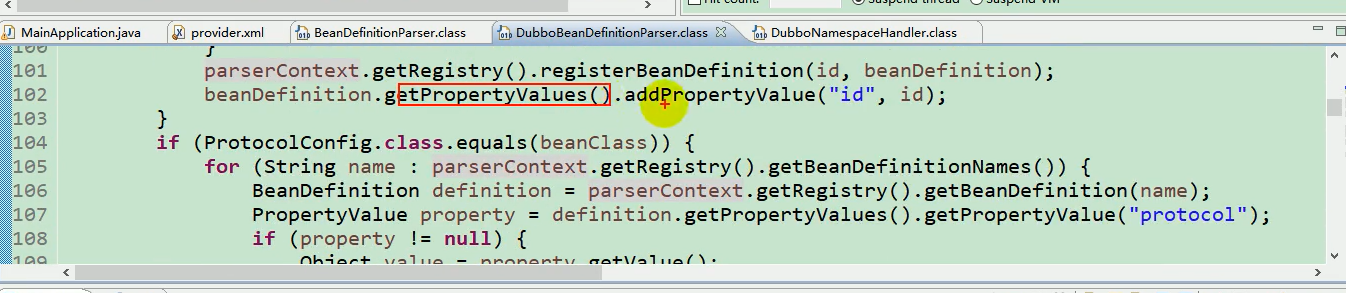 Hit count: Suspend thread Suspend VM
MainApplication.java provider.xml BeanDefinitionParser.class DubboBeanDefinitionParser.class DubboNamespaceHandler.class
100 }
101 parserContext.getRegistry().registerBeanDefinition(id, beanDefinition);
102 beanDefinition.getPropertyValues().addPropertyValue("id", id);
103 }
104 if (ProtocolConfig.class.equals(beanClass)) {
105 for (String name : parserContext.getRegistry().getBeanDefinitionNames()) {
106 BeanDefinition definition = parserContext.getRegistry().getBeanDefinition(name);
107 PropertyValue property = definition.getPropertyValues().getPropertyValue("protocol");
108 if (property != null) {
109 Object value = property.getValue();